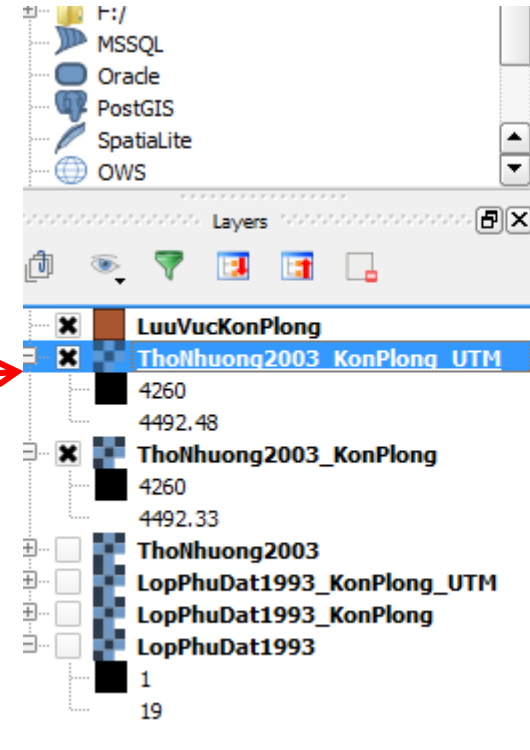 F:/
MSSQL
Oracle
PostGIS
SpatiaLite
OWS
Layers
LuuVucKonPlong
ThoNhuong2003_KonPlong_UTM
4260
4492.48
ThoNhuong2003_KonPlong
4260
4492.33
ThoNhuong2003
LopPhuDat1993_KonPlong_UTM
LopPhuDat1993_KonPlong
LopPhuDat1993
1
19